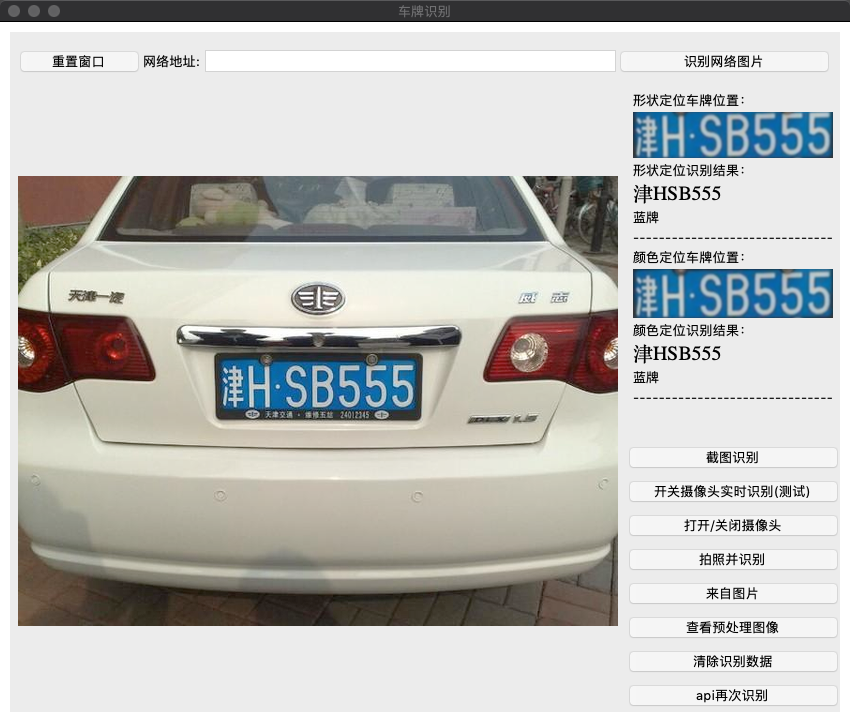 车牌识别
重置窗口 网络地址: 识别网络图片
形状定位车牌位置:
津H·SB555
形状定位识别结果:
津HSB555
蓝牌
--------------------------------
颜色定位车牌位置:
津H·SB555
颜色定位识别结果:
津HSB555
蓝牌
--------------------------------
天津一汽
威志
津H·SB555
天津交通·维修五站 24012345
截图识别
开关摄像头实时识别(测试)
打开/关闭摄像头
拍照并识别
来自图片
查看预处理图像
清除识别数据
api再次识别